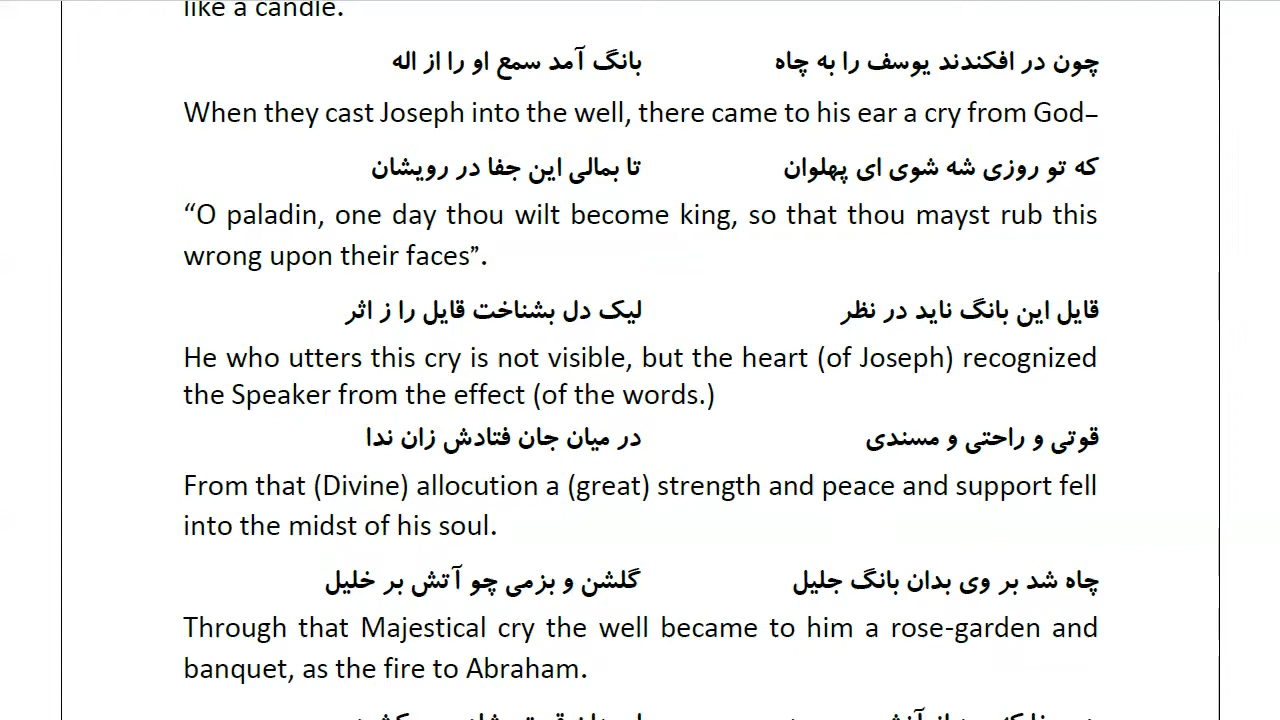 like a candle.
چون در افکندند یوسف را به چاه بانگ آمد سمع او را از اله
When they cast Joseph into the well, there came to his ear a cry from God–
که تو روزی شه شوی ای پهلوان تا بمالی این جفا در رویشان
“O paladin, one day thou wilt become king, so that thou mayst rub this
wrong upon their faces”.
قایل این بانگ ناید در نظر لیک دل بشناخت قایل را ز اثر
He who utters this cry is not visible, but the heart (of Joseph) recognized
the Speaker from the effect (of the words.)
قوتی و راحتی و مسندی در میان جان فتادش زان ندا
From that (Divine) allocution a (great) strength and peace and support fell
into the midst of his soul.
چاه شد بر وی بدان بانگ جلیل گلشن و بزمی چو آتش بر خلیل
Through that Majestical cry the well became to him a rose-garden and
banquet, as the fire to Abraham.